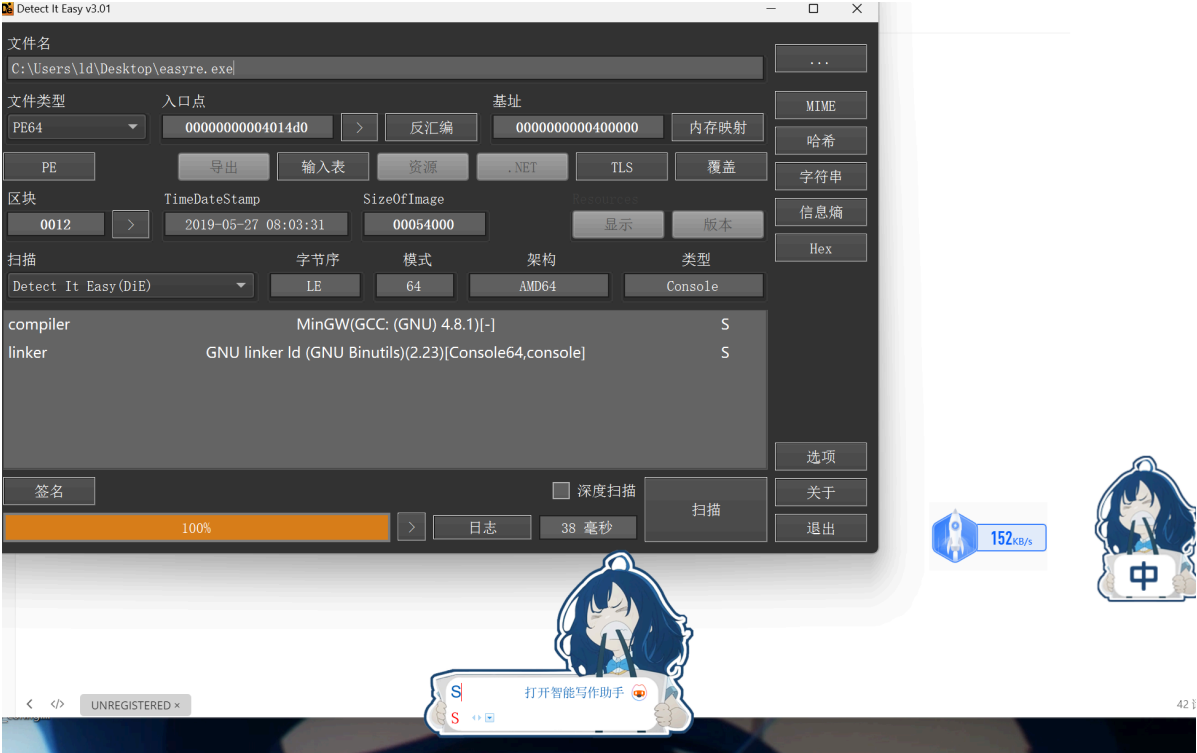 Detect It Easy v3.01
文件名
C:\Users\ld\Desktop\easyre.exe
...
文件类型 入口点 基址
PE64 00000000004014d0 > 反汇编 0000000000400000 内存映射 MIME
哈希
PE 导出 输入表 资源 .NET TLS 覆盖 字符串
区块 TimeDateStamp SizeOfImage Resources
0012 > 2019-05-27 08:03:31 00054000 显示 版本 信息熵
Hex
扫描 字节序 模式 架构 类型
Detect It Easy(DiE) LE 64 AMD64 Console
compiler MinGW(GCC: (GNU) 4.8.1)[-] S
linker GNU linker ld (GNU Binutils)(2.23)[Console64,console] S
选项
签名 深度扫描 扫描 关于
100% > 日志 38 毫秒 退出
152KB/s
中
S 打开智能写作助手
S
UNREGISTERED ×
42